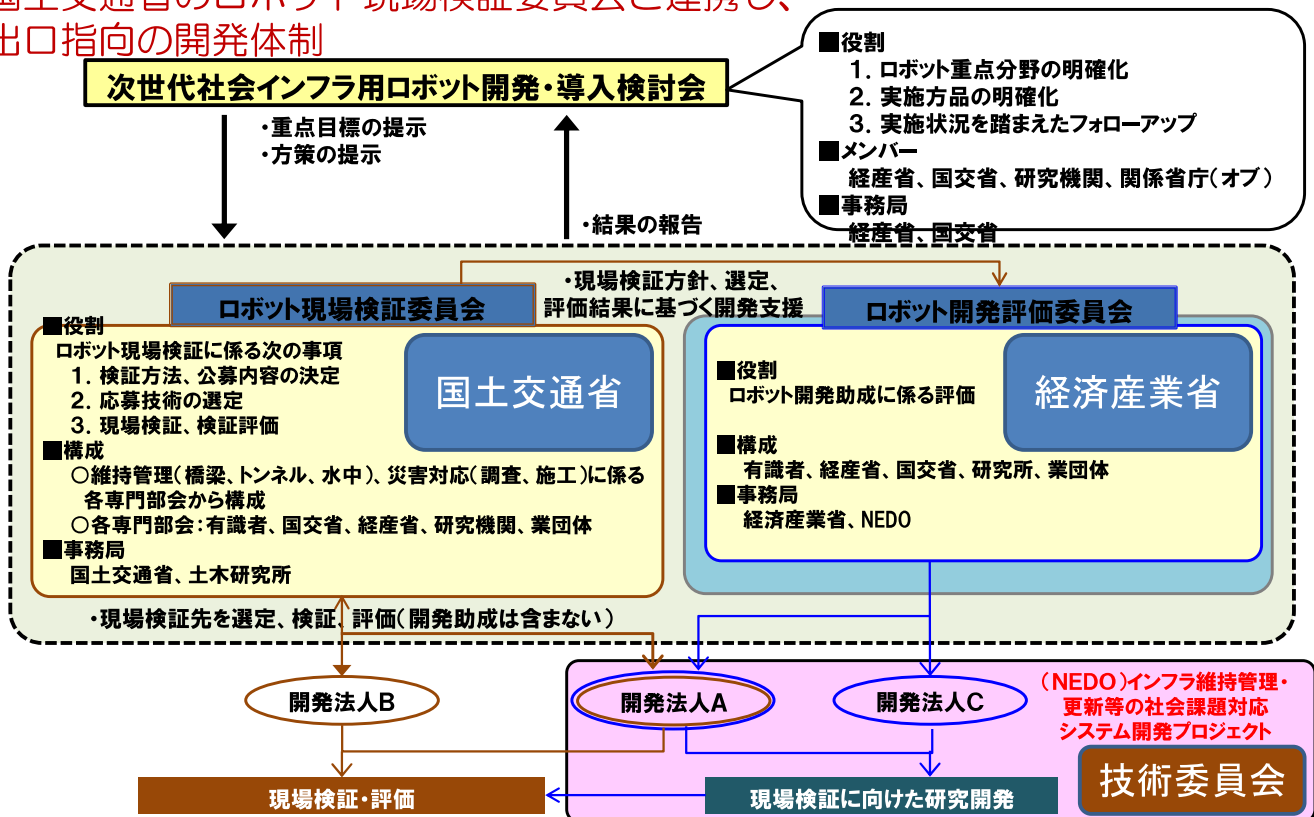 国土交通省のロボット現場検証委員会と連携し、
出口指向の開発体制
次世代社会インフラ用ロボット開発・導入検討会
■役割
1. ロボット重点分野の明確化
2. 実施方品の明確化
3. 実施状況を踏まえたフォローアップ
■メンバー
経産省、国交省、研究機関、関係省庁(オブ)
■事務局
経産省、国交省
・重点目標の提示
・方策の提示
・結果の報告
・現場検証方針、選定、
評価結果に基づく開発支援
ロボット現場検証委員会
■役割
ロボット現場検証に係る次の事項
1. 検証方法、公募内容の決定
2. 応募技術の選定
3. 現場検証、検証評価
■構成
○維持管理(橋梁、トンネル、水中)、災害対応(調査、施工)に係る
各専門部会から構成
○各専門部会:有識者、国交省、経産省、研究機関、業団体
■事務局
国土交通省、土木研究所
国土交通省
ロボット開発評価委員会
■役割
ロボット開発助成に係る評価
■構成
有識者、経産省、国交省、研究所、業団体
■事務局
経済産業省、NEDO
経済産業省
・現場検証先を選定、検証、評価(開発助成は含まない)
開発法人B
開発法人A
開発法人C
(NEDO)インフラ維持管理・
更新等の社会課題対応
システム開発プロジェクト
技術委員会
現場検証・評価
現場検証に向けた研究開発